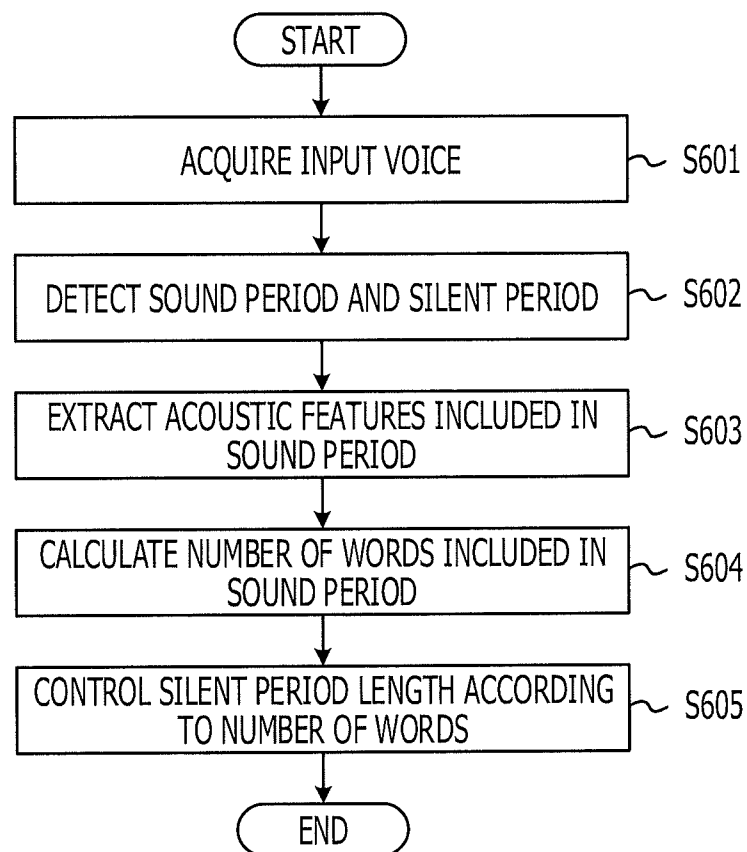 START
ACQUIRE INPUT VOICE
S601
DETECT SOUND PERIOD AND SILENT PERIOD
S602
EXTRACT ACOUSTIC FEATURES INCLUDED IN
SOUND PERIOD
S603
CALCULATE NUMBER OF WORDS INCLUDED IN
SOUND PERIOD
S604
CONTROL SILENT PERIOD LENGTH ACCORDING
TO NUMBER OF WORDS
S605
END